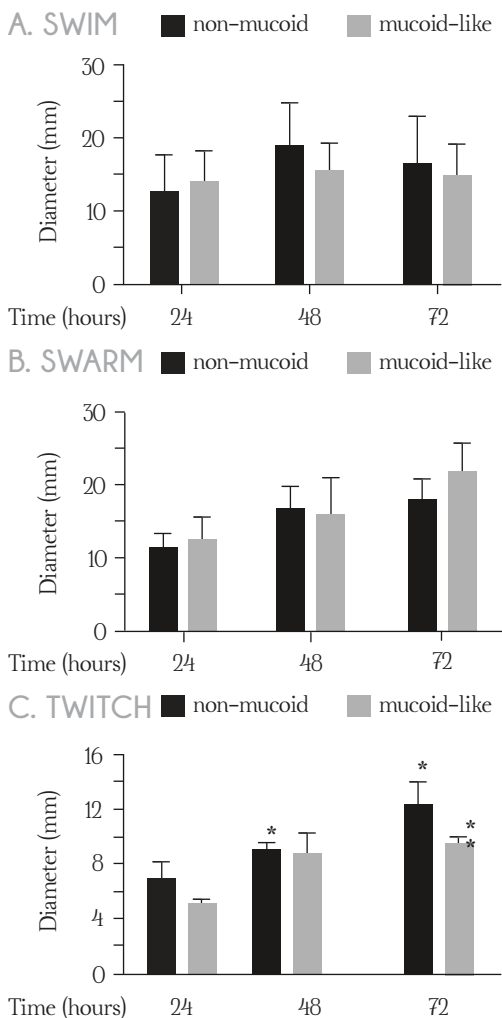 A. SWIM non-mucoid mucoid-like
30
20
10
0
Diameter (mm)
Time (hours) 24 48 72
B. SWARM non-mucoid mucoid-like
30
20
10
0
Diameter (mm)
Time (hours) 24 48 72
C. TWITCH non-mucoid mucoid-like
16
12
8
4
0
Diameter (mm)
*
*
*
*
Time (hours) 24 48 72